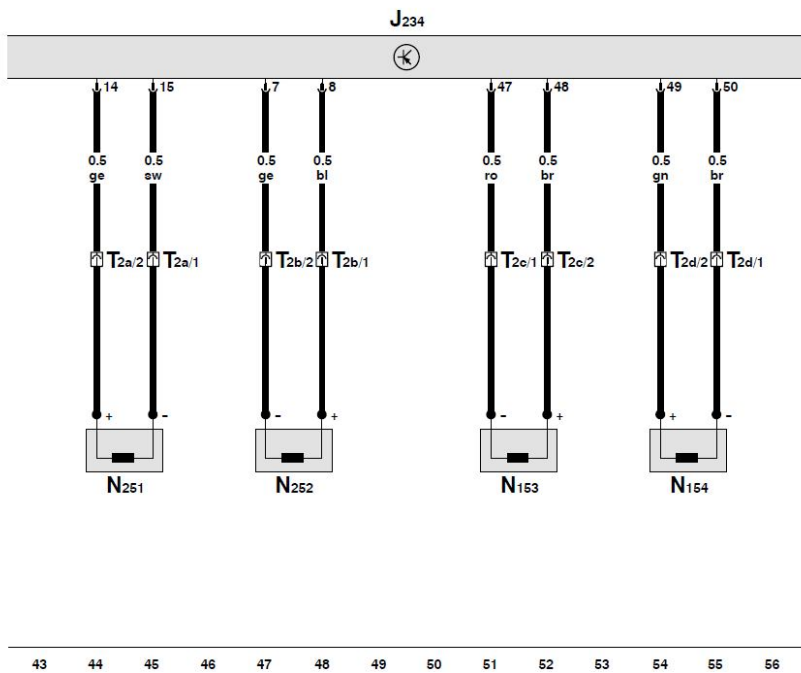 J234
14 15 7 8 47 48 49 50
0.5 0.5 0.5 0.5 0.5 0.5 0.5 0.5
ge sw ge bl ro br gn br
T2a/2 T2a/1 T2b/2 T2b/1 T2c/1 T2c/2 T2d/2 T2d/1
+ - - + - + + -
N251 N252 N153 N154
43 44 45 46 47 48 49 50 51 52 53 54 55 56